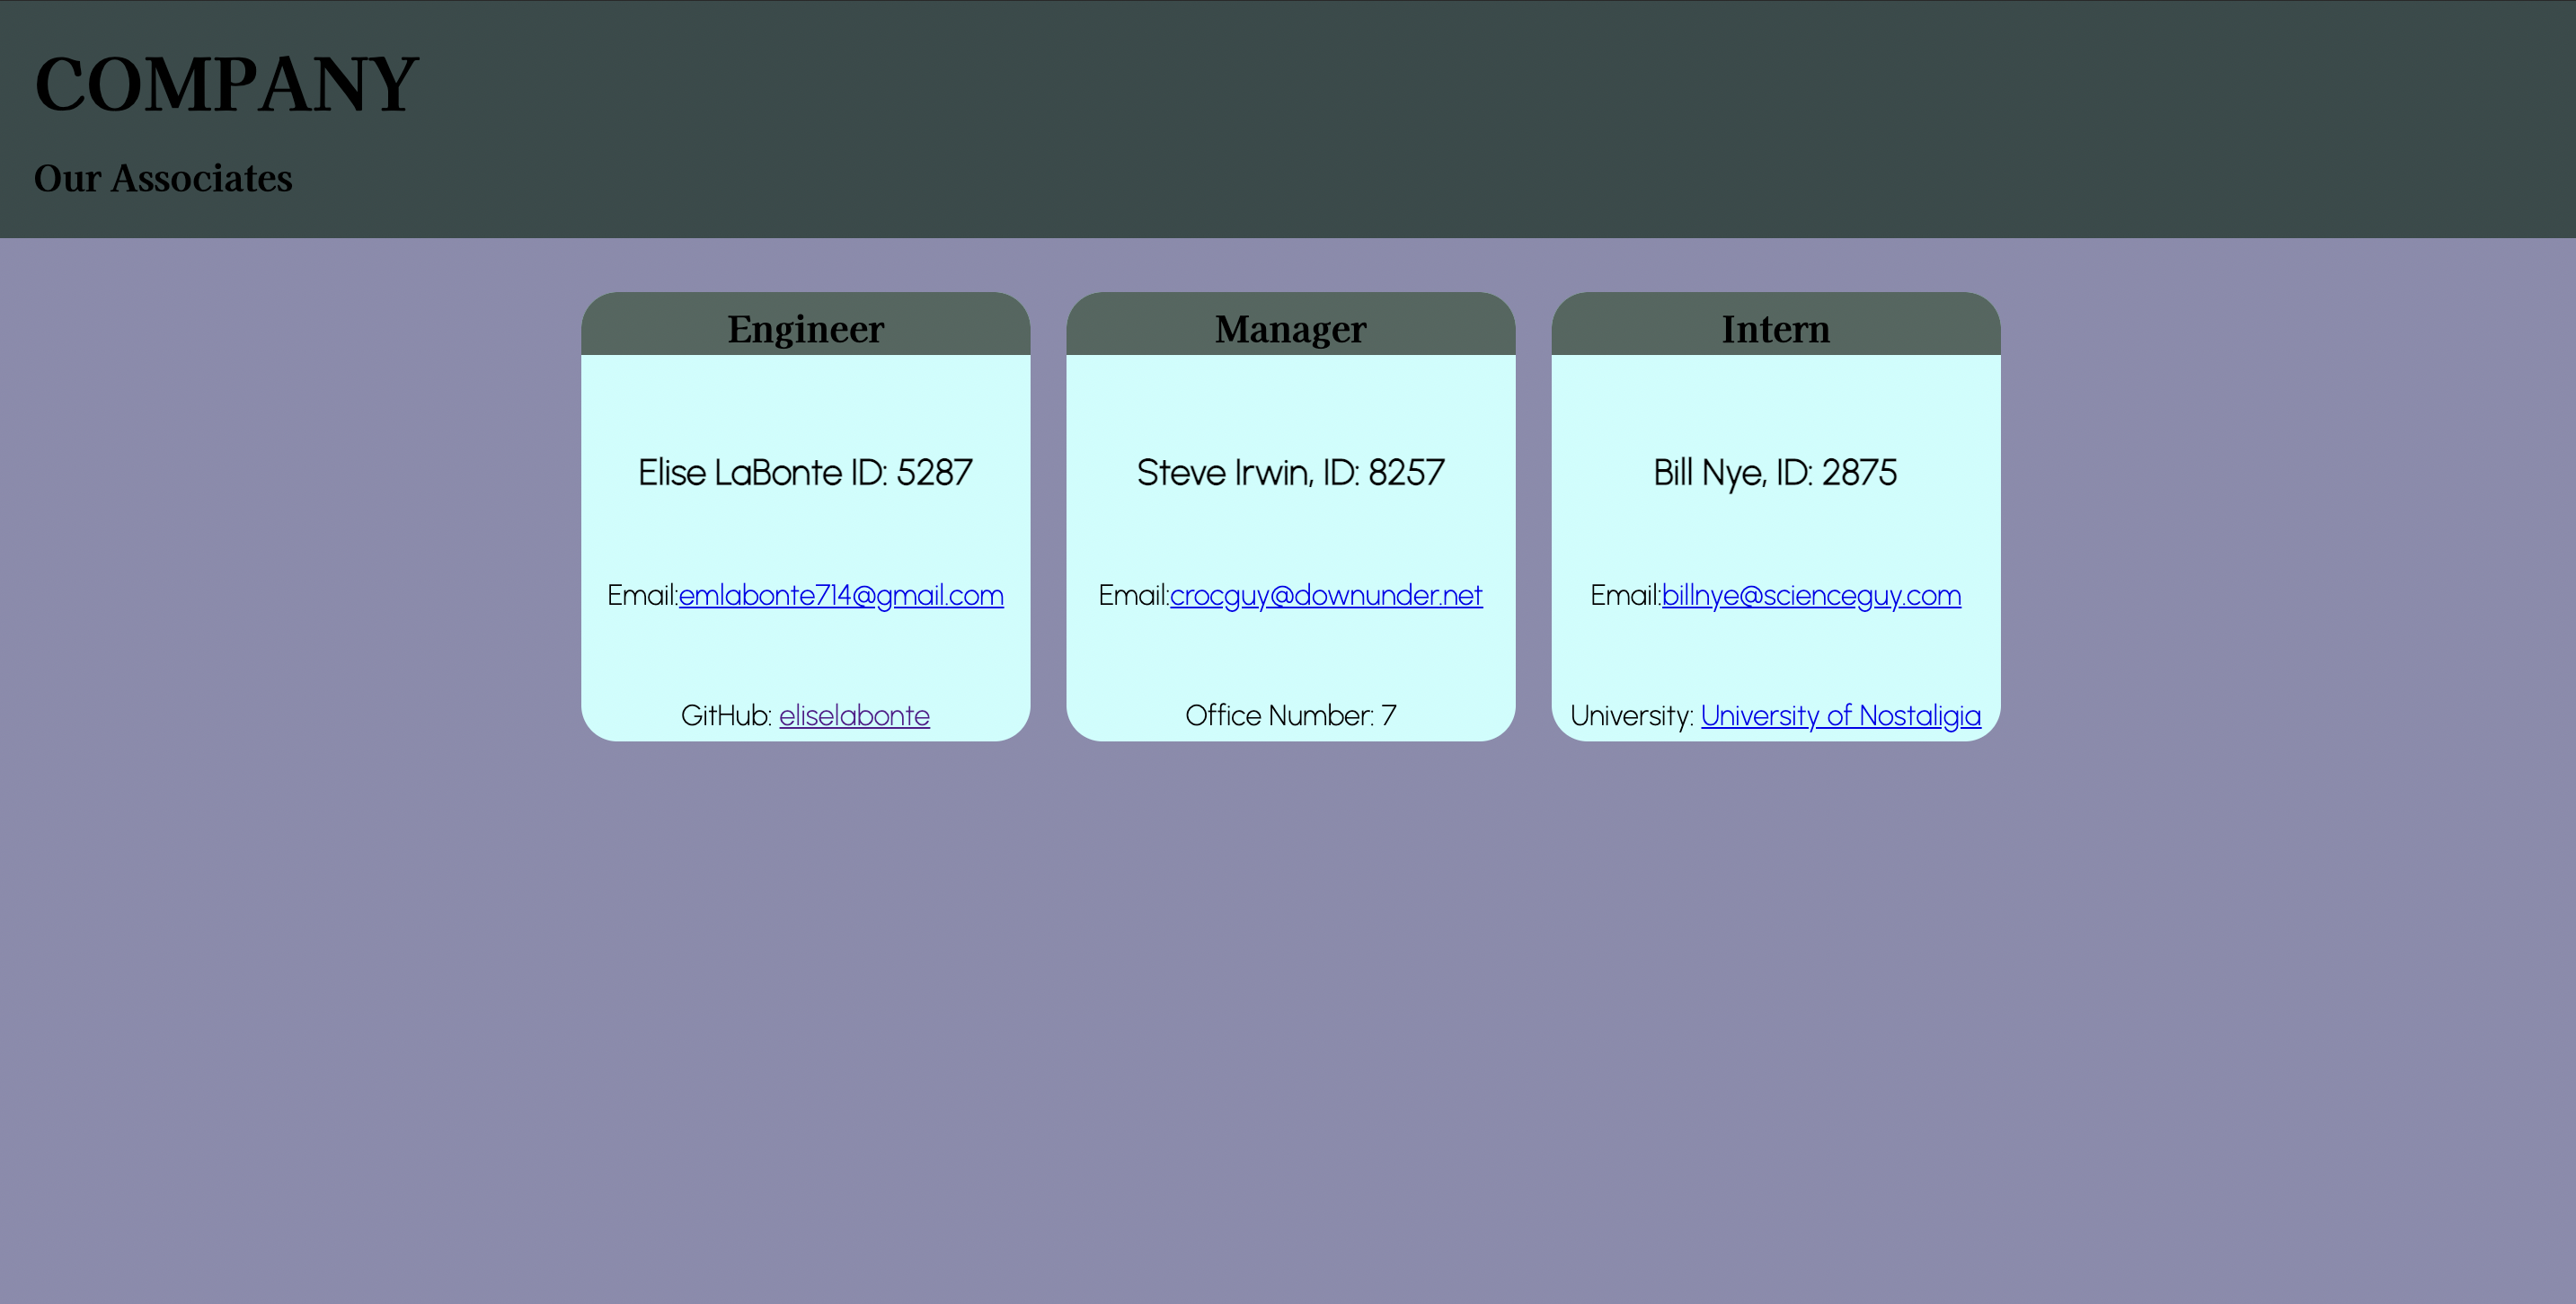 COMPANY
Our Associates
Engineer
Elise LaBonte ID: 5287
Email:emlabonte714@gmail.com
GitHub: eliselabonte
Manager
Steve Irwin, ID: 8257
Email:crocguy@downunder.net
Office Number: 7
Intern
Bill Nye, ID: 2875
Email:billnye@scienceguy.com
University: University of Nostaligia